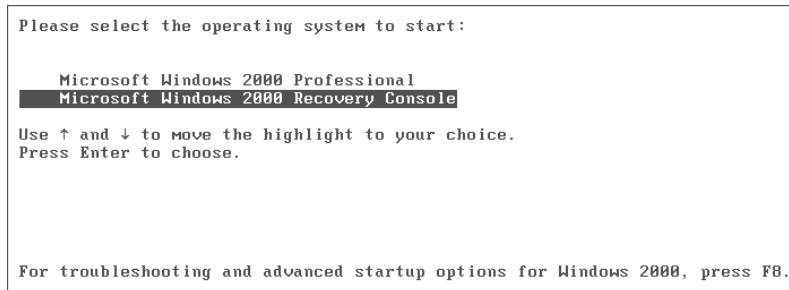 Please select the operating system to start:
Microsoft Windows 2000 Professional
Microsoft Windows 2000 Recovery Console
Use ↑ and ↓ to move the highlight to your choice.
Press Enter to choose.
For troubleshooting and advanced startup options for Windows 2000, press F8.